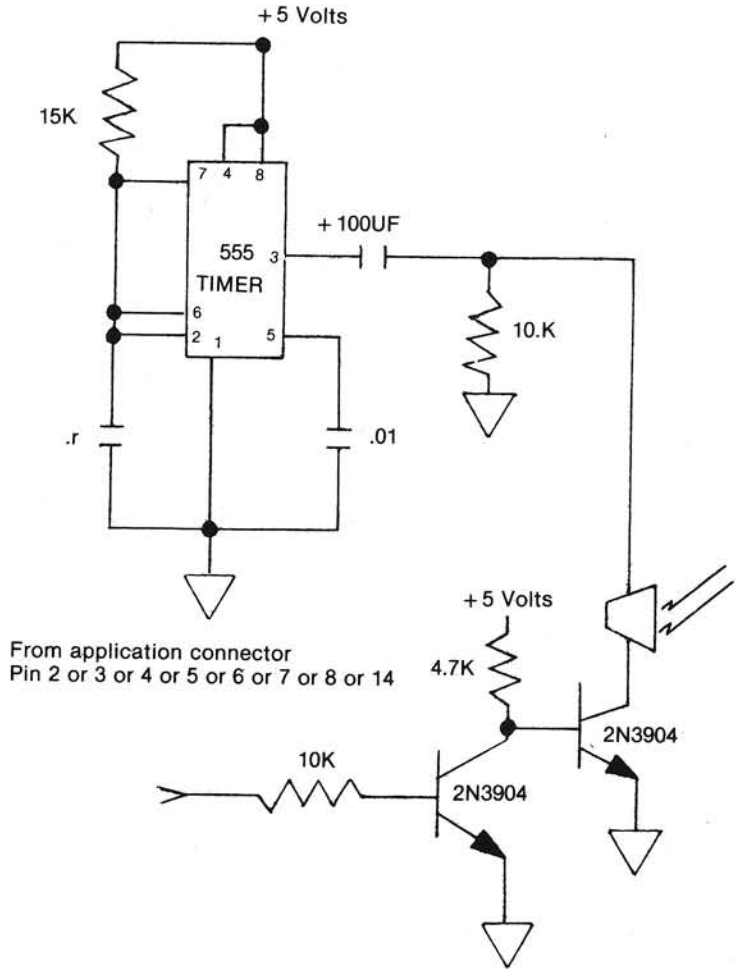 +5 Volts
15K
7 4 8
+100UF
555 3
TIMER
6
10.K
2 1 5
.r
.01
+5 Volts
From application connector
Pin 2 or 3 or 4 or 5 or 6 or 7 or 8 or 14
4.7K
2N3904
10K
2N3904